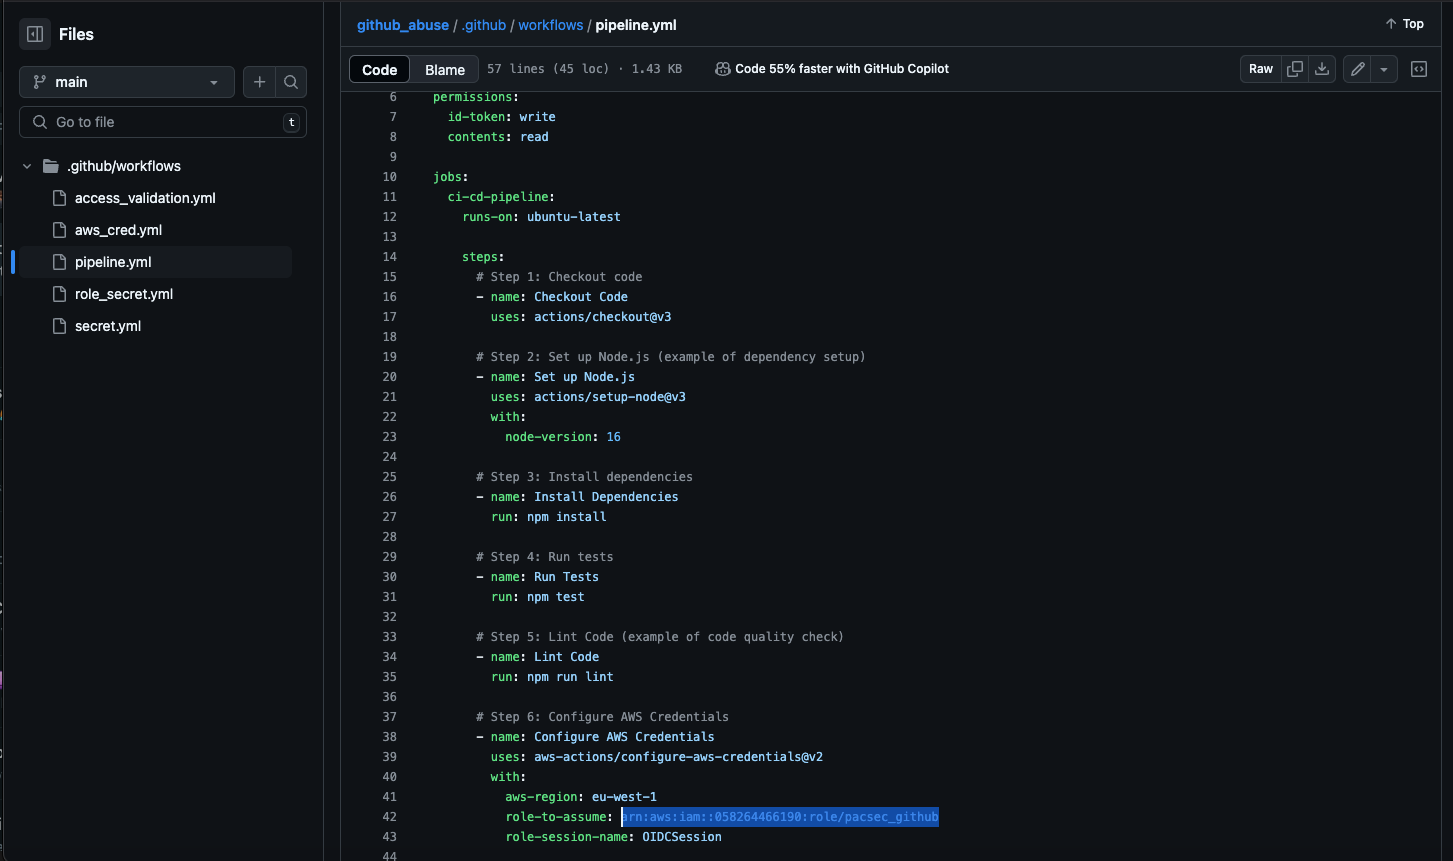 Files
main
Go to file
t
.github/workflows
access_validation.yml
aws_cred.yml
pipeline.yml
role_secret.yml
secret.yml
github_abuse / .github / workflows / pipeline.yml
Top
Code Blame 57 lines (45 loc) · 1.43 KB Code 55% faster with GitHub Copilot Raw
6 permissions:
7 id-token: write
8 contents: read
9
10 jobs:
11 ci-cd-pipeline:
12 runs-on: ubuntu-latest
13
14 steps:
15 # Step 1: Checkout code
16 - name: Checkout Code
17 uses: actions/checkout@v3
18
19 # Step 2: Set up Node.js (example of dependency setup)
20 - name: Set up Node.js
21 uses: actions/setup-node@v3
22 with:
23 node-version: 16
24
25 # Step 3: Install dependencies
26 - name: Install Dependencies
27 run: npm install
28
29 # Step 4: Run tests
30 - name: Run Tests
31 run: npm test
32
33 # Step 5: Lint Code (example of code quality check)
34 - name: Lint Code
35 run: npm run lint
36
37 # Step 6: Configure AWS Credentials
38 - name: Configure AWS Credentials
39 uses: aws-actions/configure-aws-credentials@v2
40 with:
41 aws-region: eu-west-1
42 role-to-assume: arn:aws:iam::058264466190:role/pacsec_github
43 role-session-name: OIDCSession
44